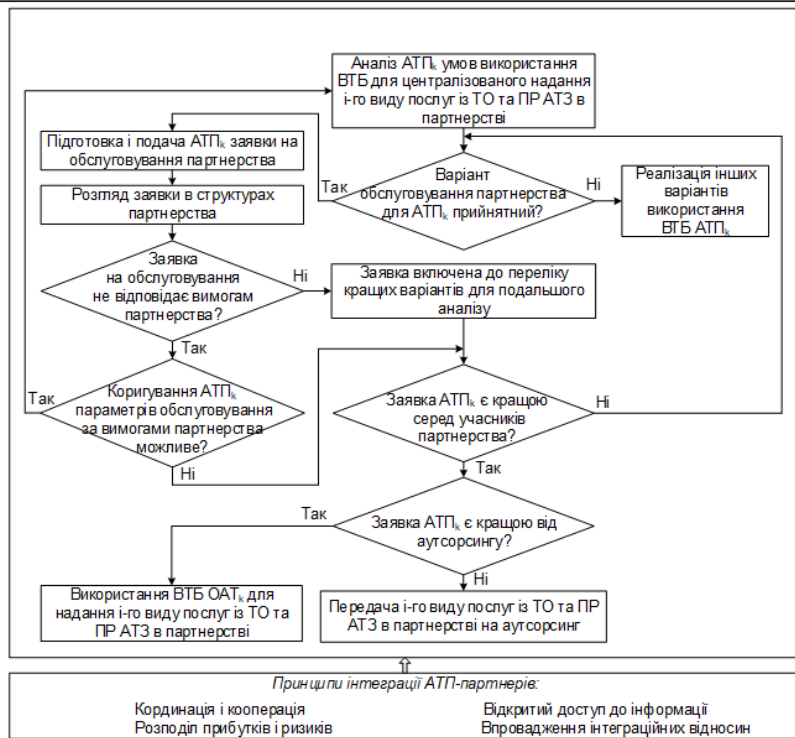 Аналіз АТПk умов використання
ВТБ для централізованого надання
і-го виду послуг із ТО та ПР АТЗ в
партнерстві
Підготовка і подача АТПk заявки на
обслуговування партнерства
Розгляд заявки в структурах
партнерства
Так
Варіант
обслуговування партнерства
для АТПk прийнятний?
Ні
Реалізація інших
варіантів
використання
ВТБ АТПk
Заявка
на обслуговування
не відповідає вимогам
партнерства?
Ні
Заявка включена до переліку
кращих варіантів для подальшого
аналізу
Так
Так
Коригування АТПk
параметрів обслуговування
за вимогами партнерства
можливе?
Ні
Заявка АТПk є кращою
серед учасників
партнерства?
Ні
Так
Так
Заявка АТПk є кращою від
аутсорсингу?
Ні
Використання ВТБ ОАТk для
надання і-го виду послуг із ТО та
ПР АТЗ в партнерстві
Передача і-го виду послуг із ТО та ПР
АТЗ в партнерстві на аутсорсинг
Принципи інтеграції АТП-партнерів:
Кординація і кооперація
Відкритий доступ до інформації
Розподіл прибутків і ризиків
Впровадження інтеграційних відносин